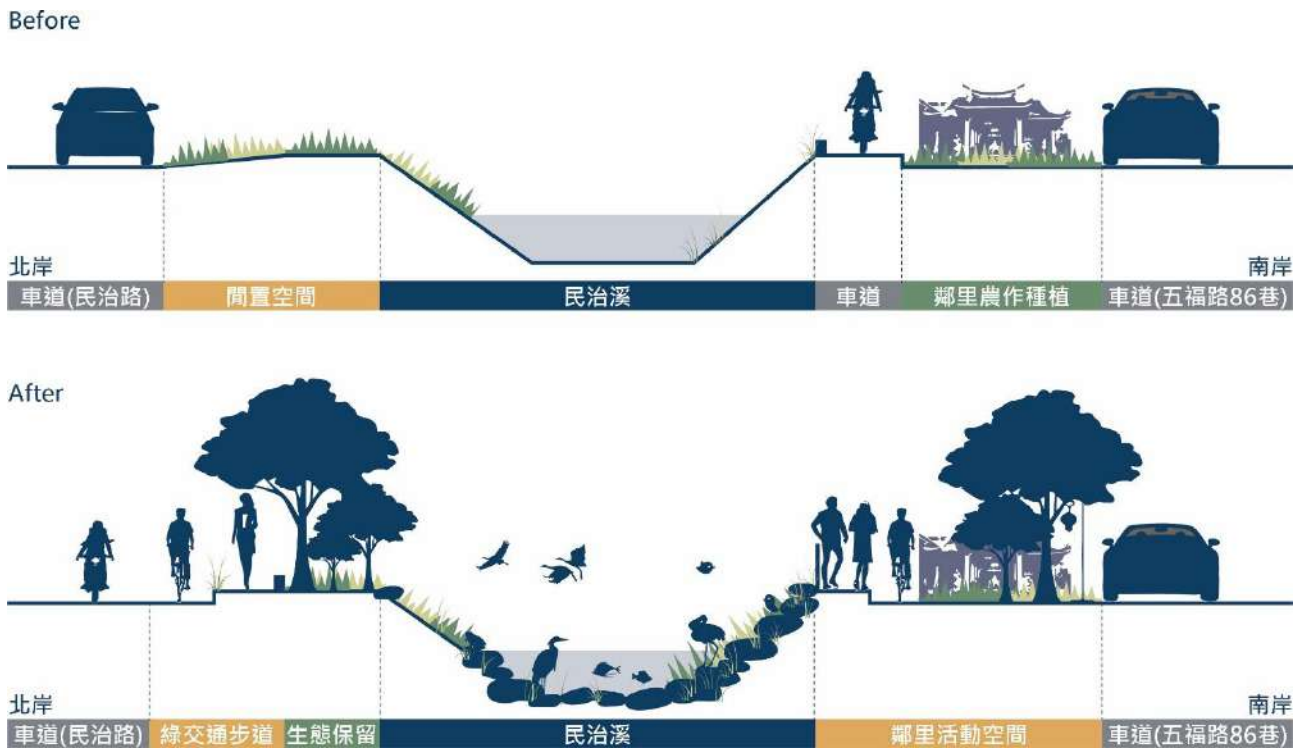 Before
北岸
南岸
車道(民治路)
閒置空間
民治溪
車道
鄰里農作種植
車道(五福路86巷)
After
北岸
南岸
車道(民治路)
綠交通步道
生態保留
民治溪
鄰里活動空間
車道(五福路86巷)